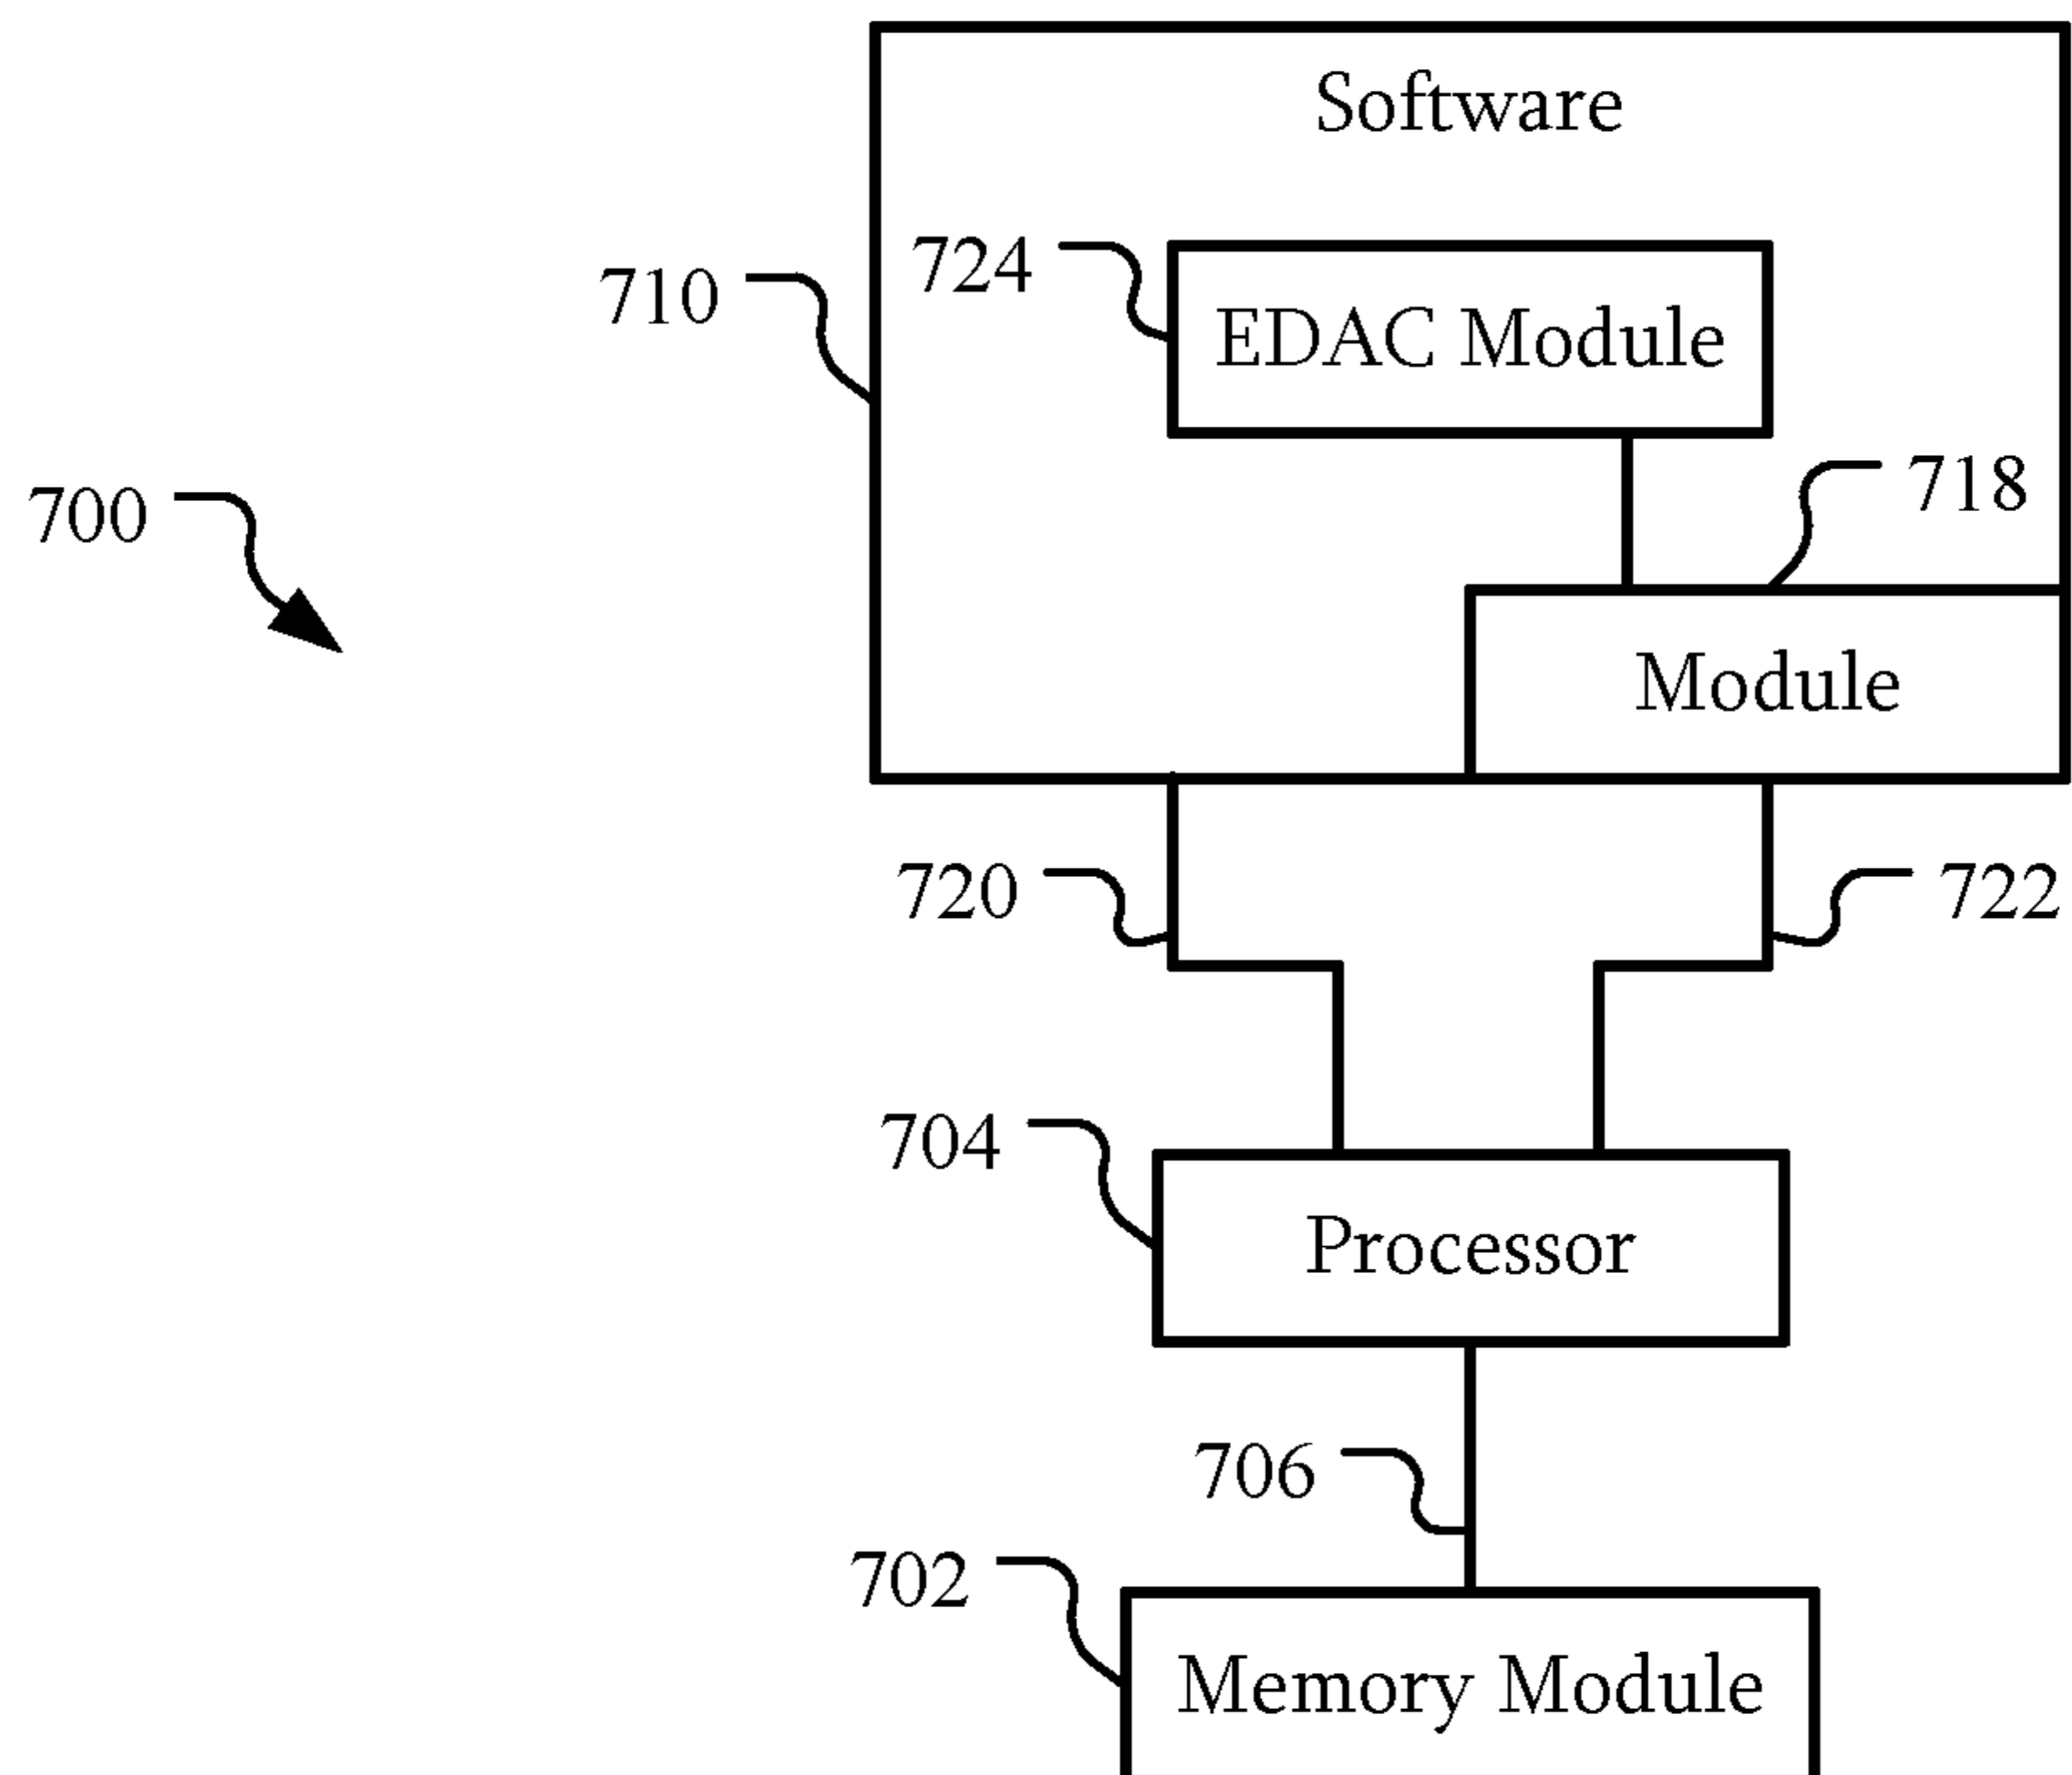 Software
724
710
EDAC Module
718
700
Module
720
722
704
Processor
706
702
Memory Module